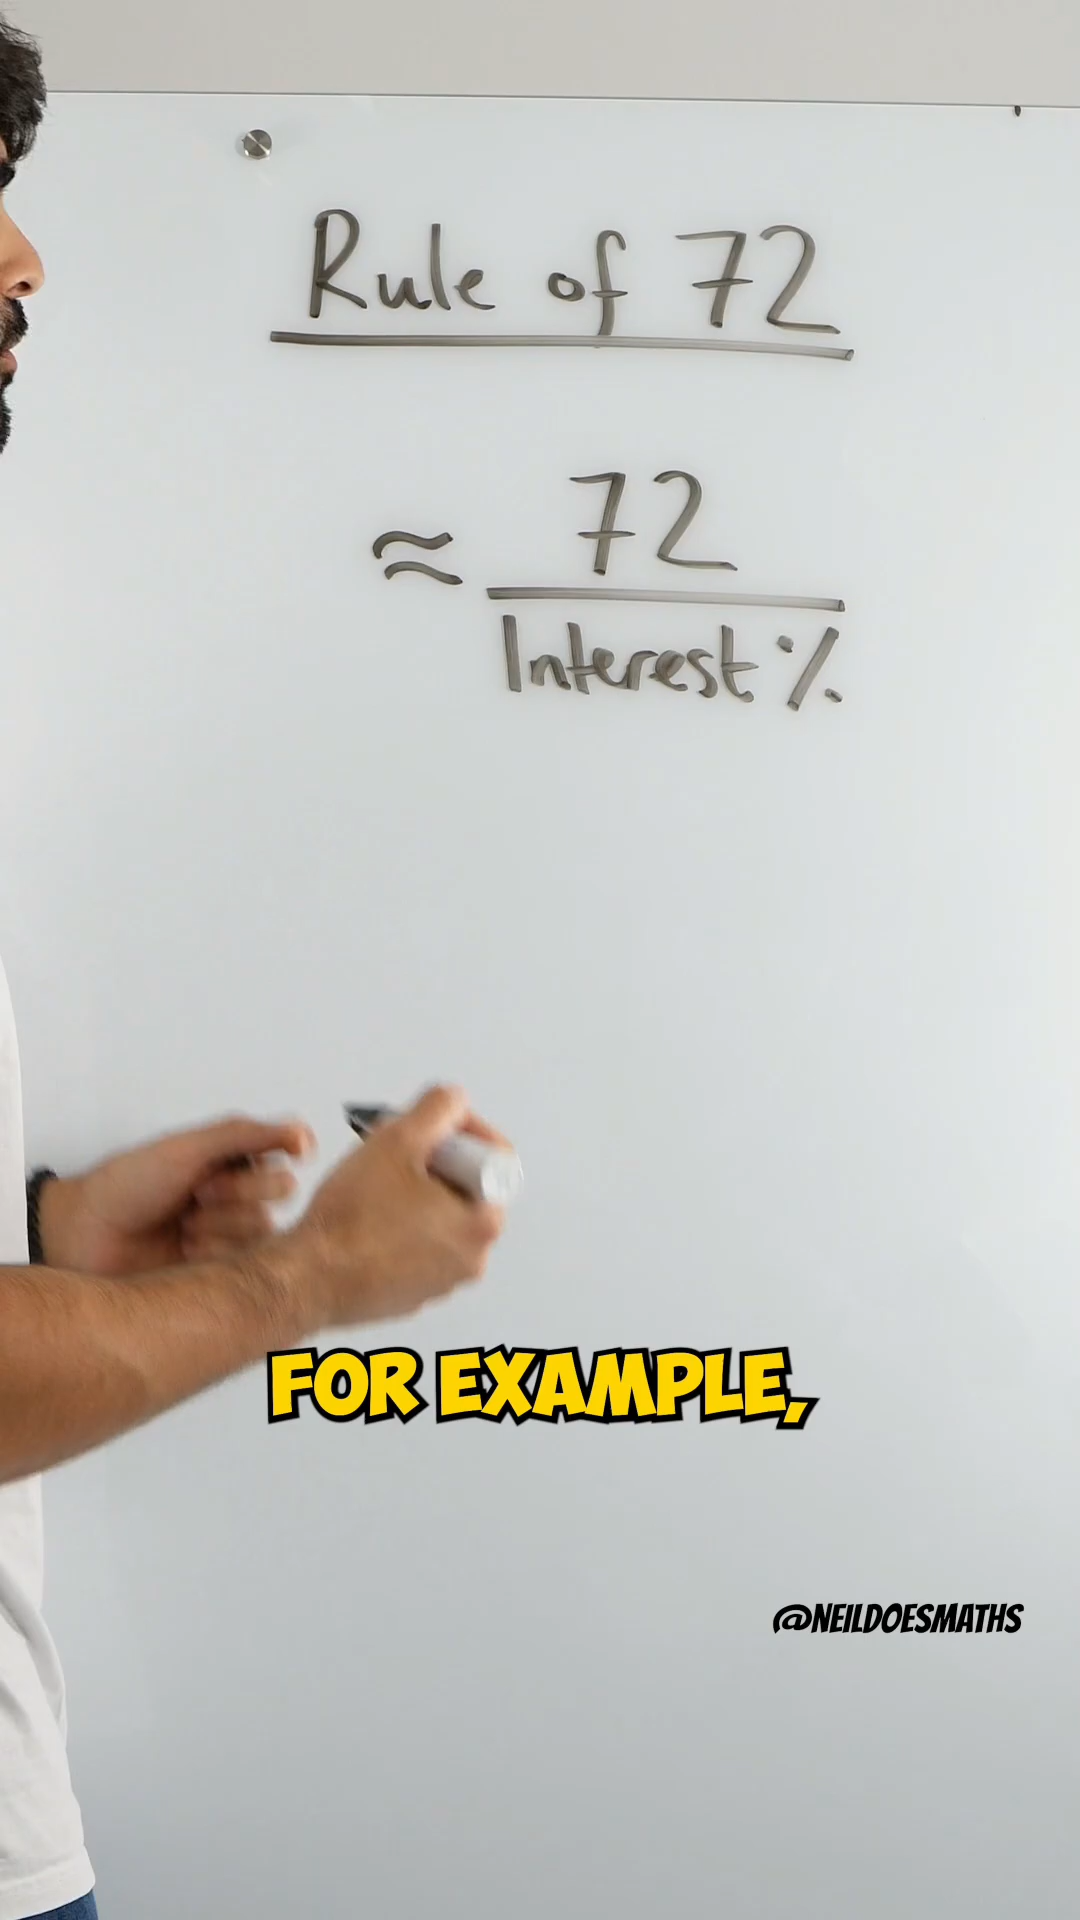 Rule of 72
≈ 72
Interest %
FOR EXAMPLE,
@NEILDOESMATHS